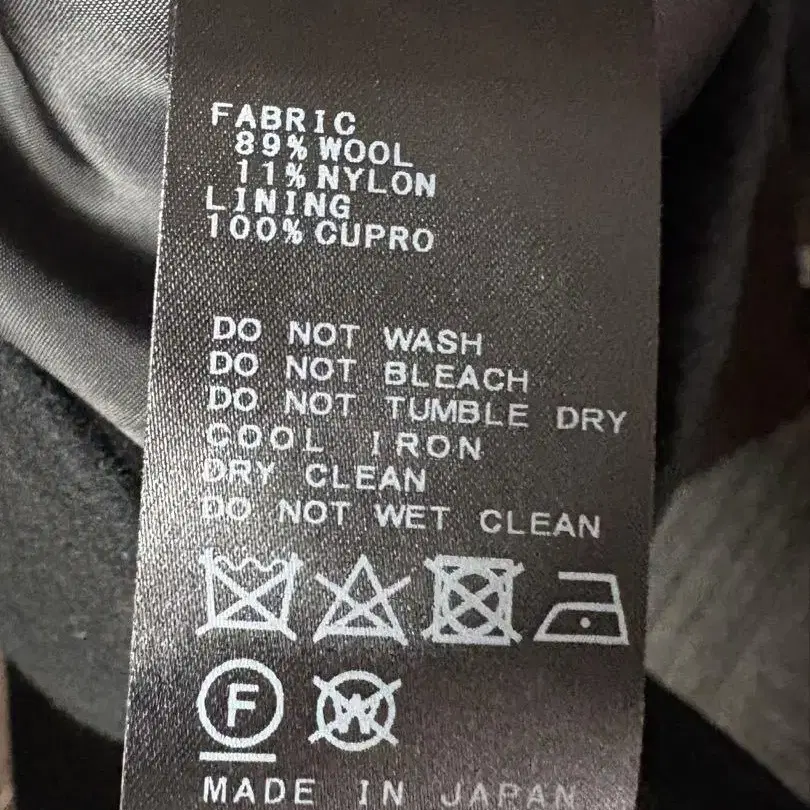 FABRIC
89% WOOL
11% NYLON
LINING
100% CUPRO
DO NOT WASH
DO NOT BLEACH
DO NOT TUMBLE DRY
COOL IRON
DRY CLEAN
DO NOT WET CLEAN
F W
MADE IN JAPAN